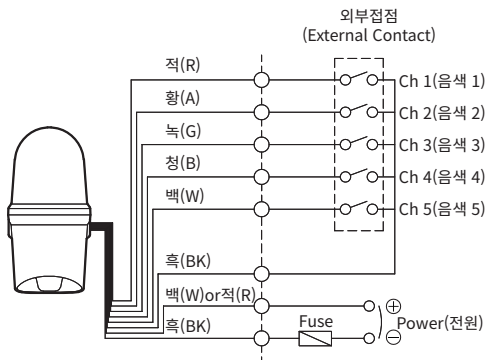 외부접점
(External Contact)
적(R)
Ch 1(음색 1)
황(A)
Ch 2(음색 2)
녹(G)
Ch 3(음색 3)
청(B)
Ch 4(음색 4)
백(W)
Ch 5(음색 5)
흑(BK)
백(W)or적(R)
⊕
흑(BK)
Fuse
Power(전원)
⊖